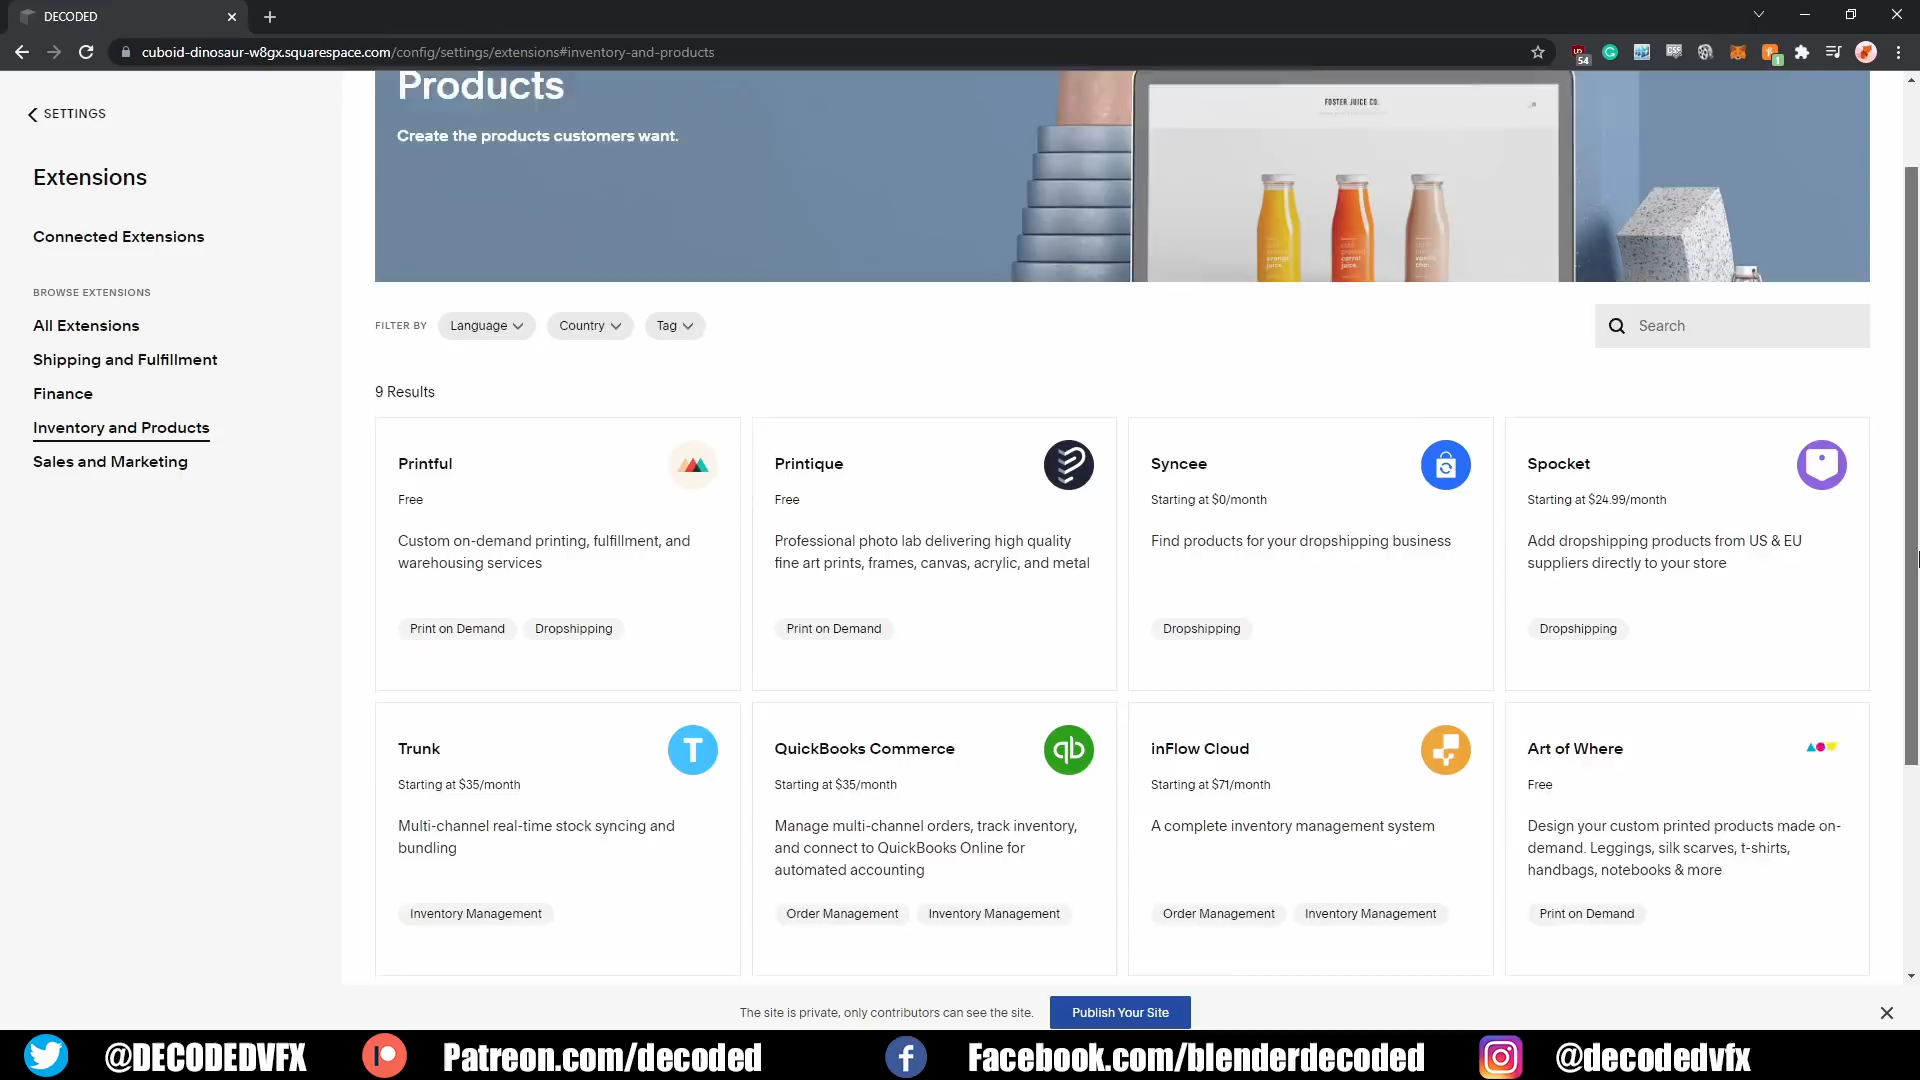 DECODED
cuboid-dinosaur-w8gx.squarespace.com/config/settings/extensions#inventory-and-products
54
1
SETTINGS
Extensions
Connected Extensions
BROWSE EXTENSIONS
All Extensions
Shipping and Fulfillment
Finance
Inventory and Products
Sales and Marketing
Products
Create the products customers want.
FOSTER JUICE CO.
orange juice.
carrot juice.
vanilla chai.
FILTER BY
Language
Country
Tag
Search
9 Results
Printful
Free
Custom on-demand printing, fulfillment, and
warehousing services
Print on Demand
Dropshipping
Printique
Free
Professional photo lab delivering high quality
fine art prints, frames, canvas, acrylic, and metal
Print on Demand
Syncee
Starting at $0/month
Find products for your dropshipping business
Dropshipping
Spocket
Starting at $24.99/month
Add dropshipping products from US & EU
suppliers directly to your store
Dropshipping
Trunk
T
Starting at $35/month
Multi-channel real-time stock syncing and
bundling
Inventory Management
QuickBooks Commerce
qb
Starting at $35/month
Manage multi-channel orders, track inventory,
and connect to QuickBooks Online for
automated accounting
Order Management
Inventory Management
inFlow Cloud
Starting at $71/month
A complete inventory management system
Order Management
Inventory Management
Art of Where
Free
Design your custom printed products made on-
demand. Leggings, silk scarves, t-shirts,
handbags, notebooks & more
Print on Demand
The site is private, only contributors can see the site.
Publish Your Site
@DECODEDVFX
Patreon.com/decoded
Facebook.com/blenderdecoded
@decodedvfx